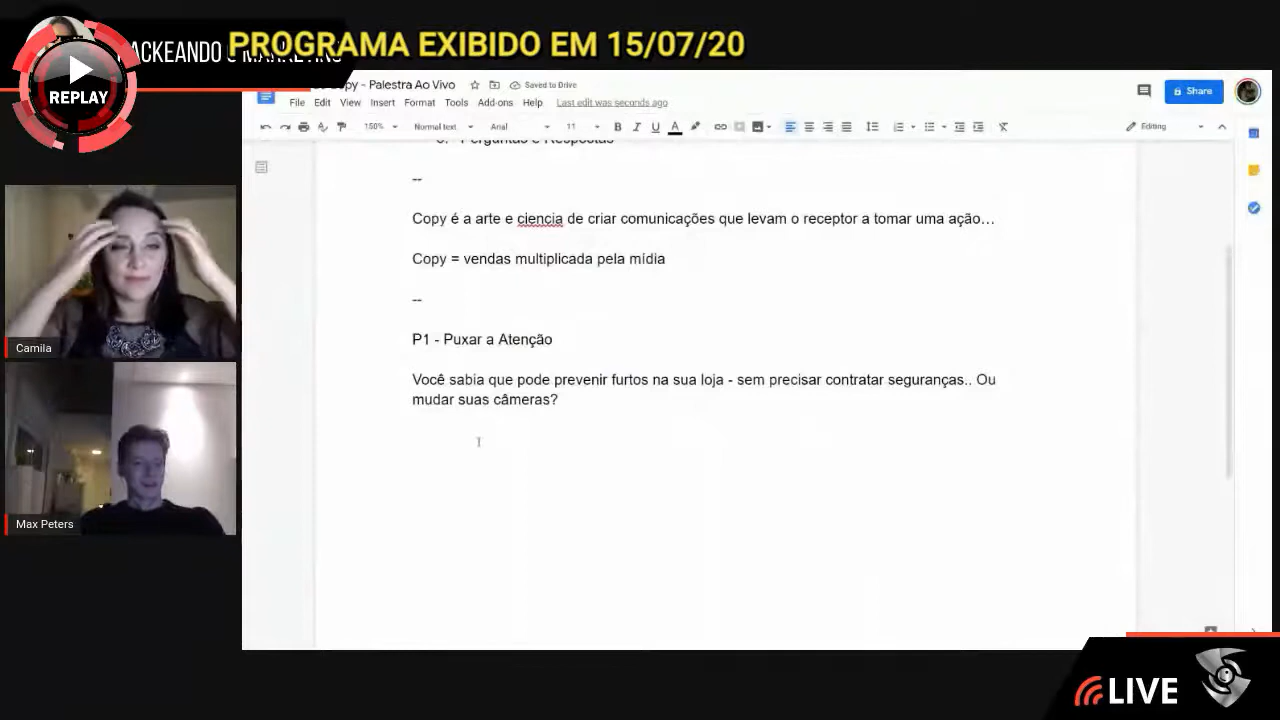 PROGRAMA EXIBIDO EM 15/07/20
REPLAY
Copy - Palestra Ao Vivo
Saved to Drive
File Edit View Insert Format Tools Add-ons Help Last edit was seconds ago
Share
150% Normal text Arial 11 B I U A Editing
--
Copy é a arte e ciencia de criar comunicações que levam o receptor a tomar uma ação…
Copy = vendas multiplicada pela mídia
--
P1 - Puxar a Atenção
Você sabia que pode prevenir furtos na sua loja - sem precisar contratar seguranças.. Ou
mudar suas câmeras?
Camila
Max Peters
LIVE